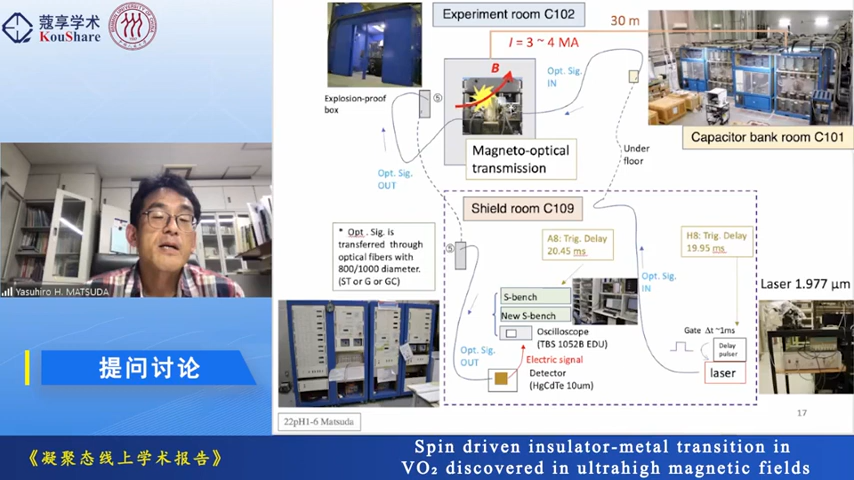 蔻享学术
KouShare
Experiment room C102
30 m
I = 3 ~ 4 MA
B
Opt. Sig.
IN
Explosion-proof
box
⑤
Capacitor bank room C101
Magneto-optical
transmission
Under
floor
Opt. Sig.
OUT
Shield room C109
* Opt . Sig. is
transferred through
optical fibers with
800/1000 diameter.
(ST or G or GC)
⑤
A8: Trig. Delay
20.45 ms
H8: Trig. Delay
19.95 ms
Opt. Sig.
IN
Laser 1.977 μm
S-bench
New S-bench
Oscilloscope
(TBS 1052B EDU)
Gate Δt ~1ms
Delay
pulser
Opt. Sig.
OUT
Electric signal
Detector
(HgCdTe 10um)
laser
Yasuhiro H. MATSUDA
提问讨论
22pH1-6 Matsuda
17
《凝聚态线上学术报告》
Spin driven insulator-metal transition in
VO₂ discovered in ultrahigh magnetic fields